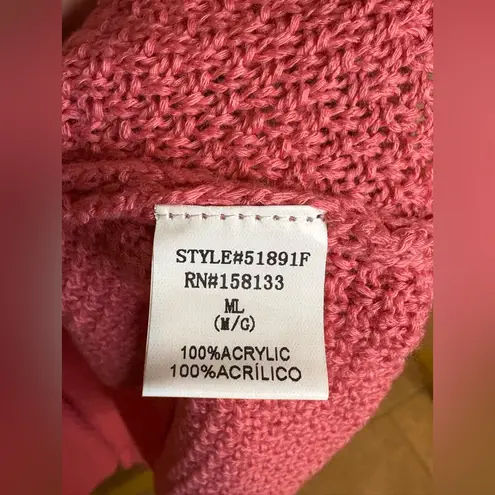 STYLE#51891F
RN#158133
ML
(M/G)
100%ACRYLIC
100%ACRÍLICO